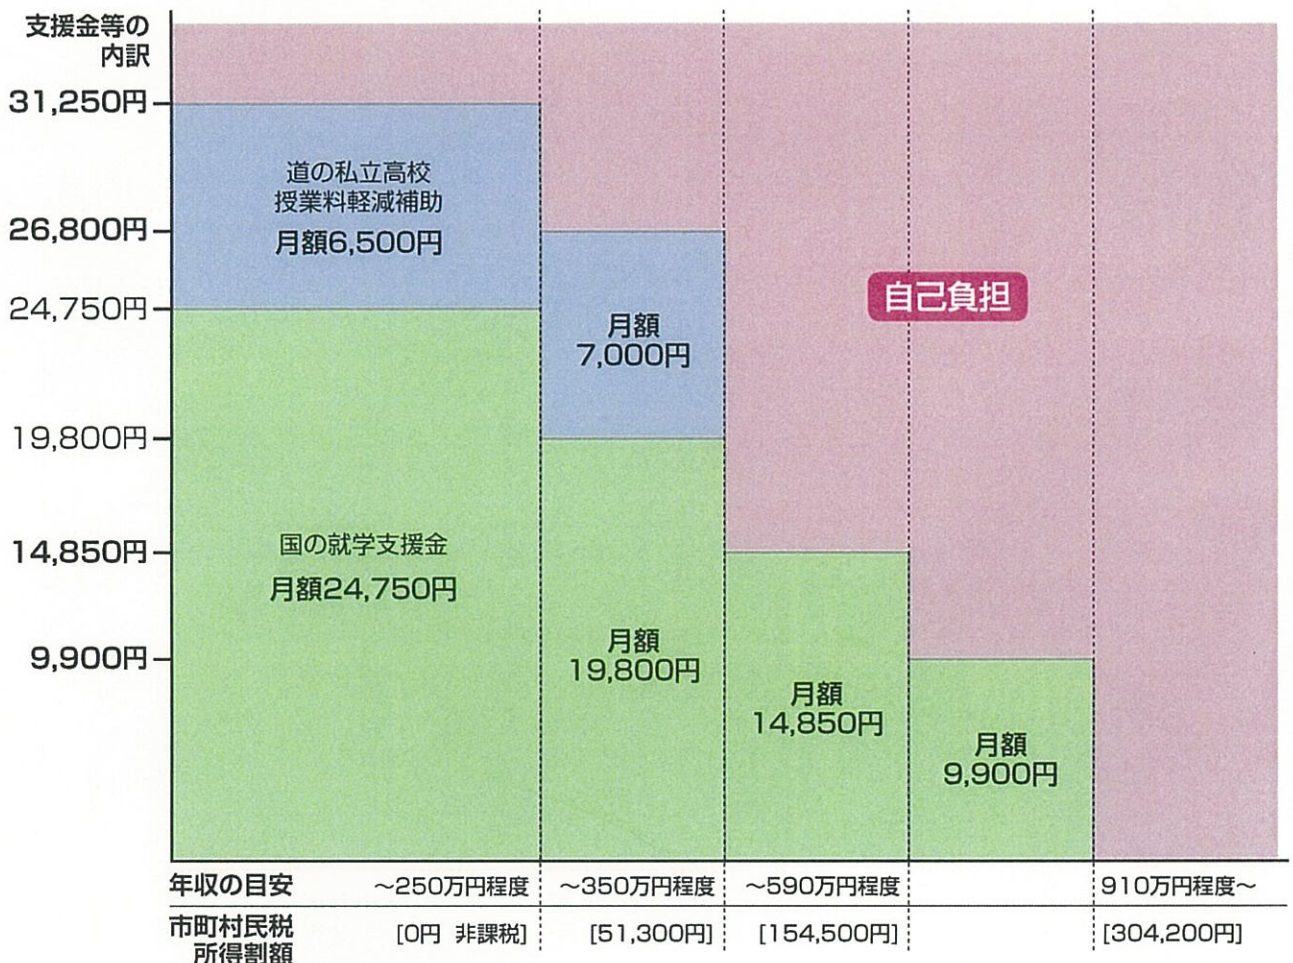 支援金等の
内訳
31,250円
道の私立高校
授業料軽減補助
月額6,500円
26,800円
24,750円
自己負担
月額
7,000円
19,800円
国の就学支援金
月額24,750円
14,850円
月額
19,800円
9,900円
月額
14,850円
月額
9,900円
年収の目安 ～250万円程度 ～350万円程度 ～590万円程度 910万円程度～
市町村民税
所得割額 [0円 非課税] [51,300円] [154,500円] [304,200円]